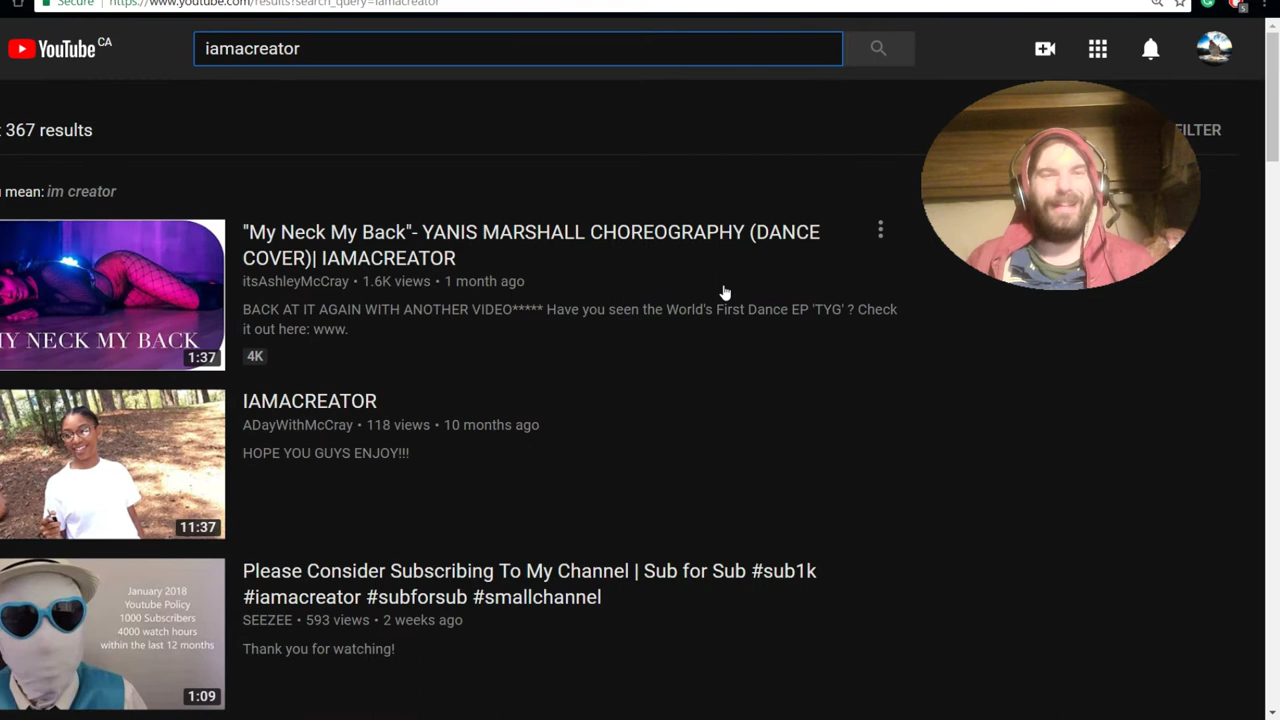 Secure https://www.youtube.com/results?search_query=iamacreator
YouTube CA
iamacreator
367 results
FILTER
mean: im creator
"My Neck My Back"- YANIS MARSHALL CHOREOGRAPHY (DANCE
COVER)| IAMACREATOR
itsAshleyMcCray • 1.6K views • 1 month ago
BACK AT IT AGAIN WITH ANOTHER VIDEO***** Have you seen the World's First Dance EP 'TYG' ? Check
it out here: www.
4K
MY NECK MY BACK
1:37
IAMACREATOR
ADayWithMcCray • 118 views • 10 months ago
HOPE YOU GUYS ENJOY!!!
11:37
Please Consider Subscribing To My Channel | Sub for Sub #sub1k
#iamacreator #subforsub #smallchannel
SEEZEE • 593 views • 2 weeks ago
Thank you for watching!
January 2018
Youtube Policy
1000 Subscribers
4000 watch hours
within the last 12 months
1:09